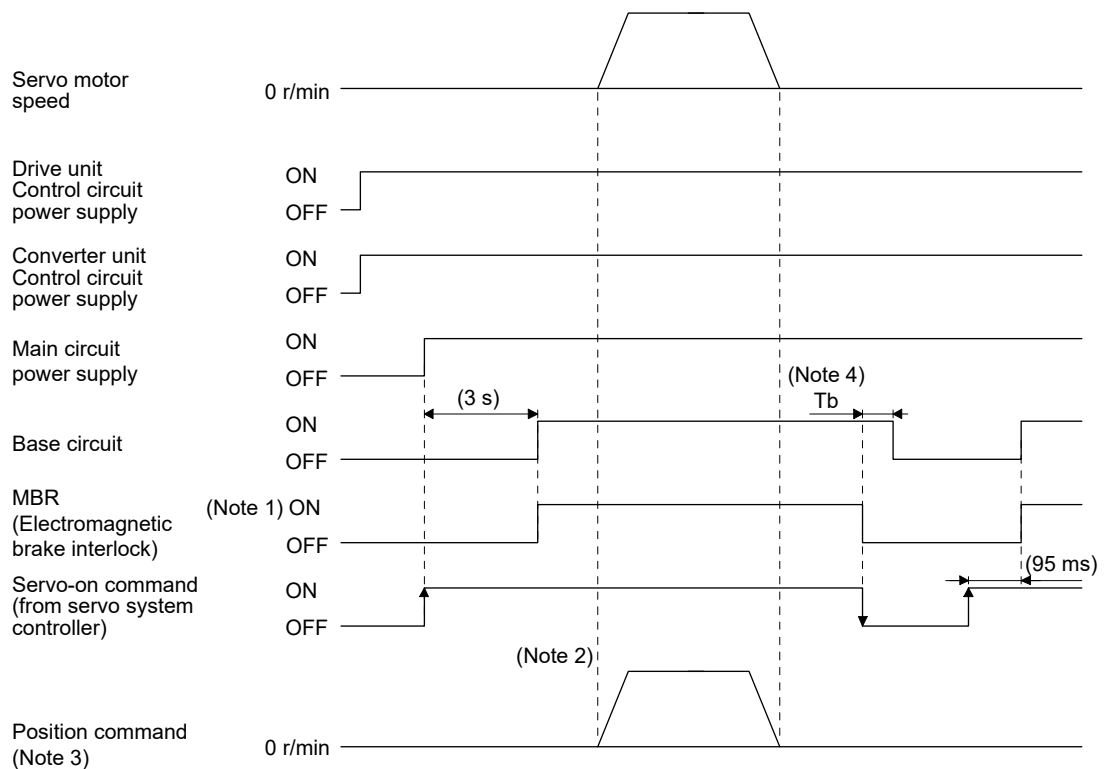 Servo motor
speed
0 r/min
Drive unit
Control circuit
power supply
ON
OFF
Converter unit
Control circuit
power supply
ON
OFF
Main circuit
power supply
ON
OFF
(Note 4)
Tb
(3 s)
Base circuit
ON
OFF
MBR
(Electromagnetic
brake interlock)
(Note 1) ON
OFF
(95 ms)
Servo-on command
(from servo system
controller)
ON
OFF
(Note 2)
Position command
(Note 3)
0 r/min